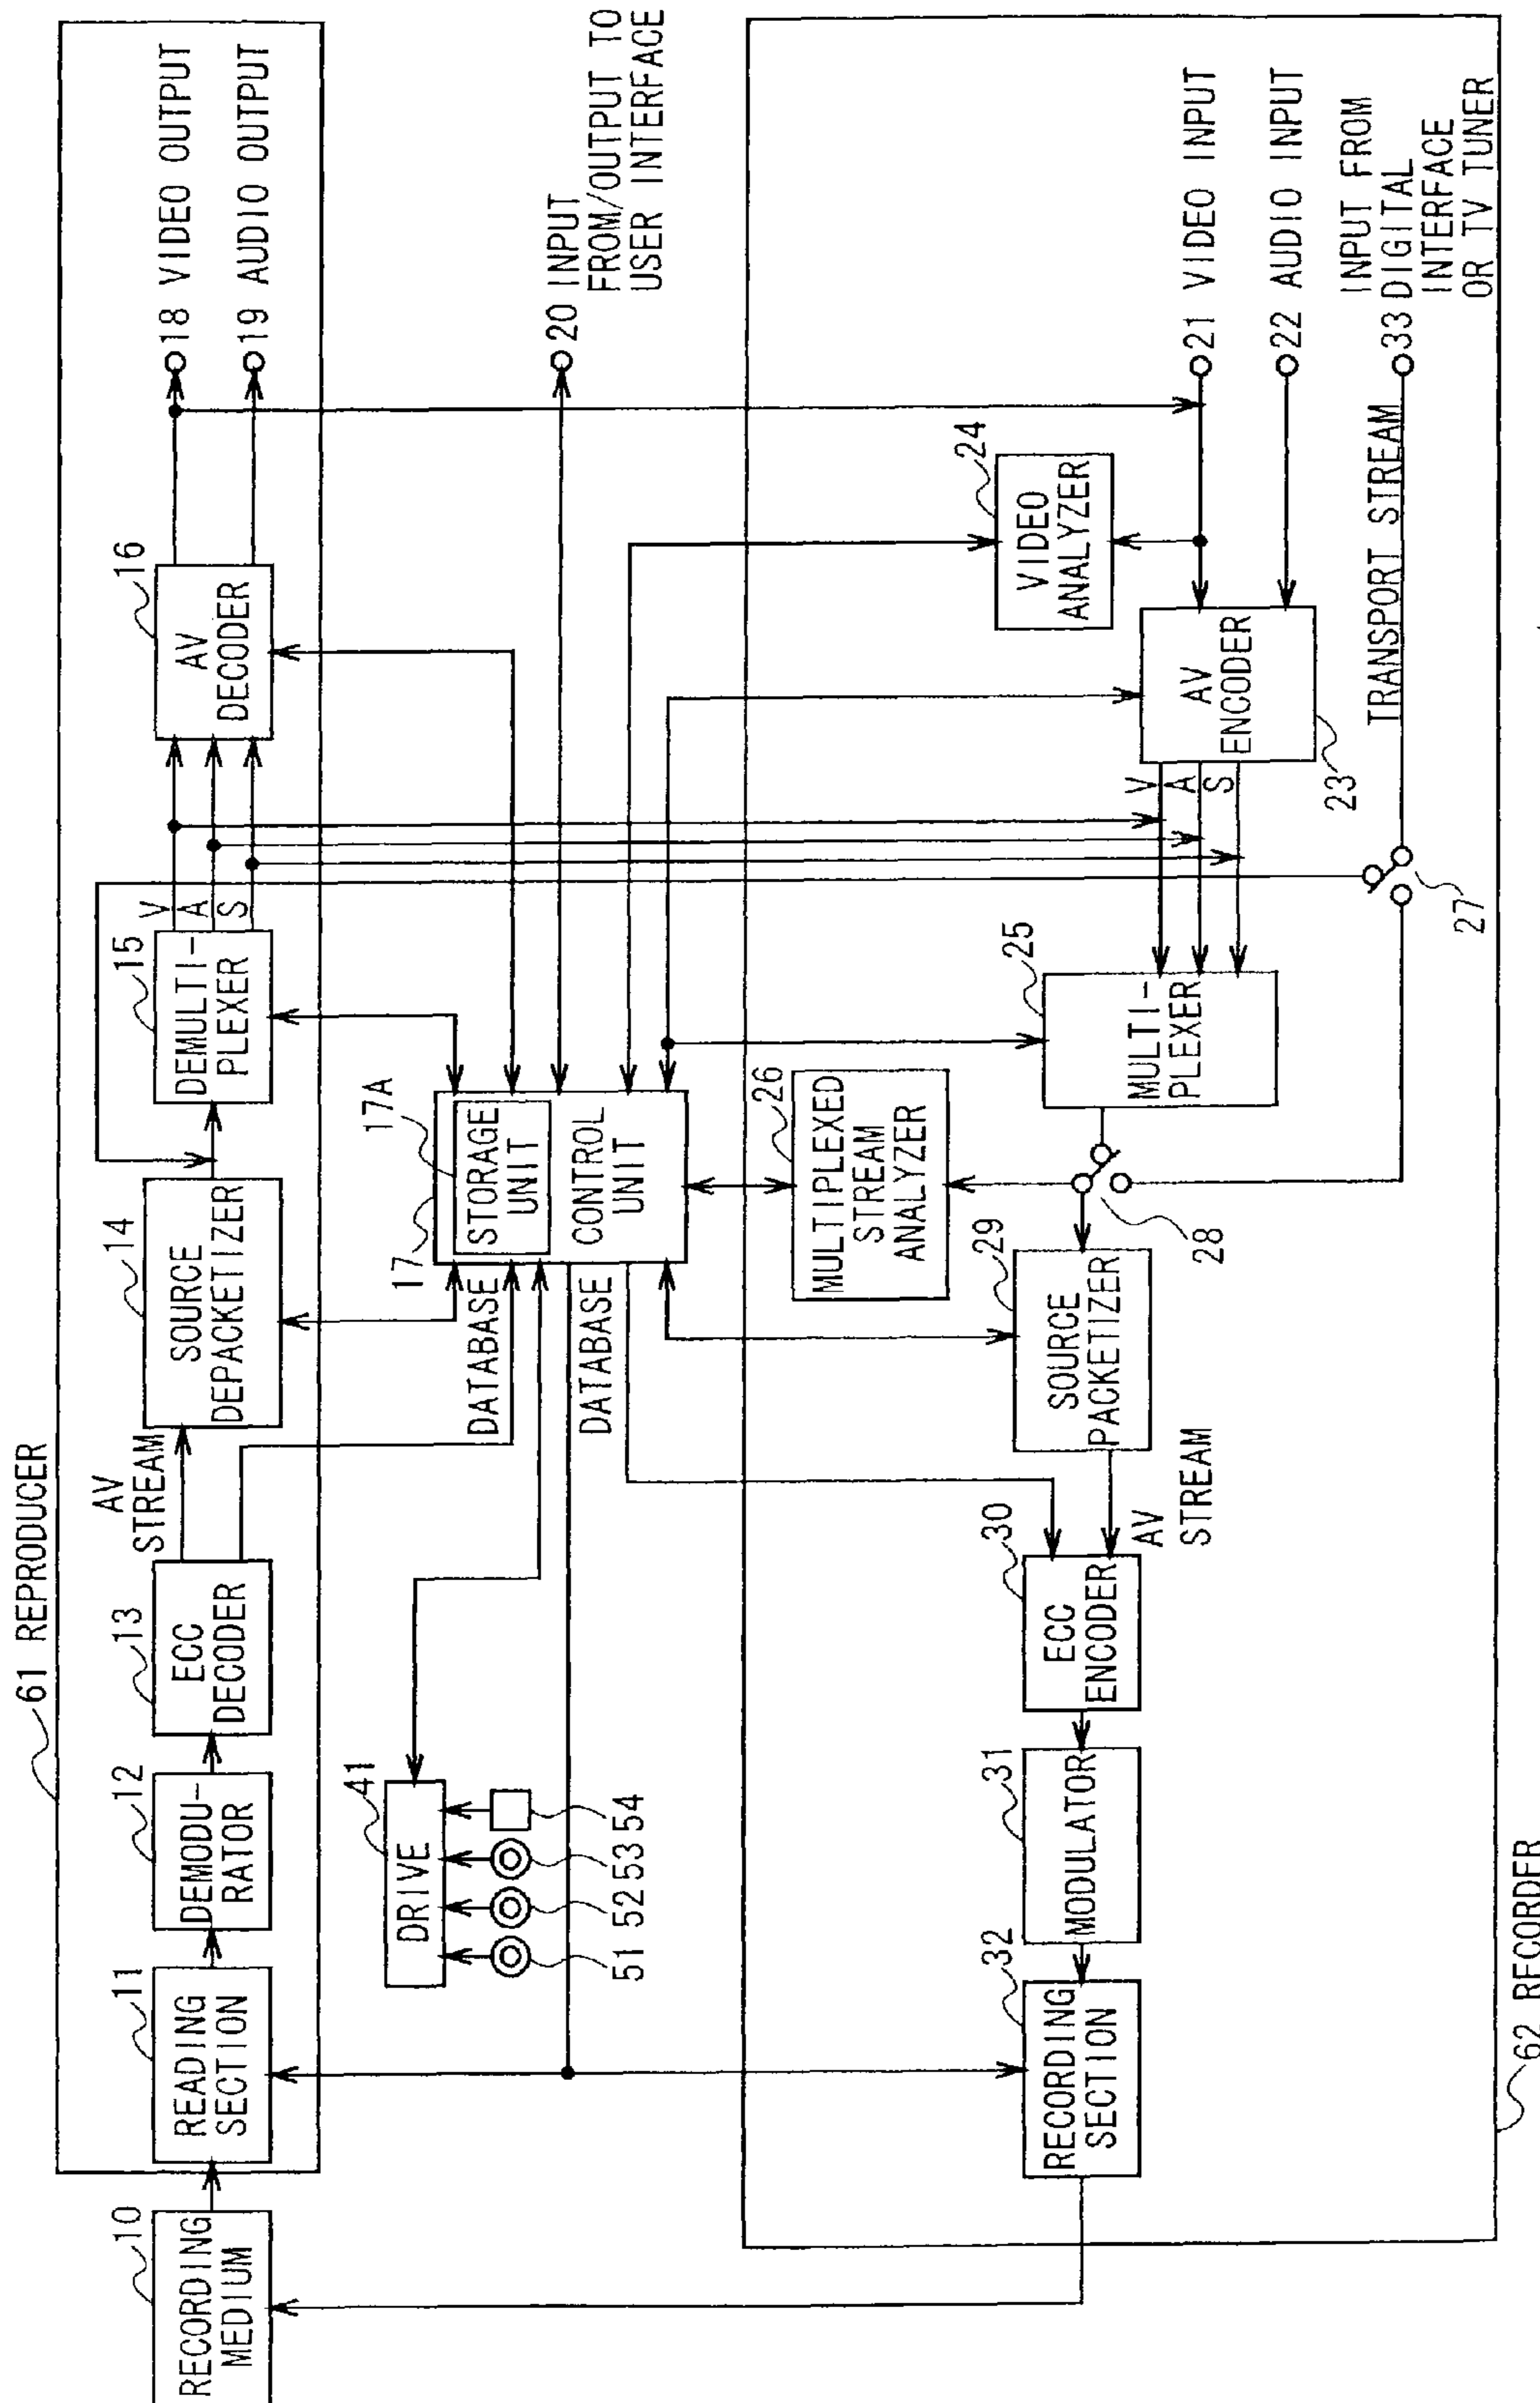 61 REPRODUCER
10
RECORDING
MEDIUM
11
READING
SECTION
12
DEMODU-
RATOR
13
ECC
DECODER
AV
STREAM
14
SOURCE
DEPACKETIZER
15
DEMULTI-
PLEXER
V
A
S
16
AV
DECODER
18 VIDEO OUTPUT
19 AUDIO OUTPUT
41
DRIVE
51
52
53
54
DATABASE
DATABASE
17
17A
STORAGE
UNIT
CONTROL
UNIT
20 INPUT
FROM/OUTPUT TO
USER INTERFACE
32
RECORDING
SECTION
31
MODULATOR
30
ECC
ENCODER
AV
STREAM
29
SOURCE
PACKETIZER
28
26
MULTIPLEXED
STREAM
ANALYZER
25
MULTI-
PLEXER
V
A
S
27
23
AV
ENCODER
24
VIDEO
ANALYZER
21 VIDEO INPUT
22 AUDIO INPUT
TRANSPORT STREAM
INPUT FROM
33 DIGITAL
INTERFACE
OR TV TUNER
62 RECORDER